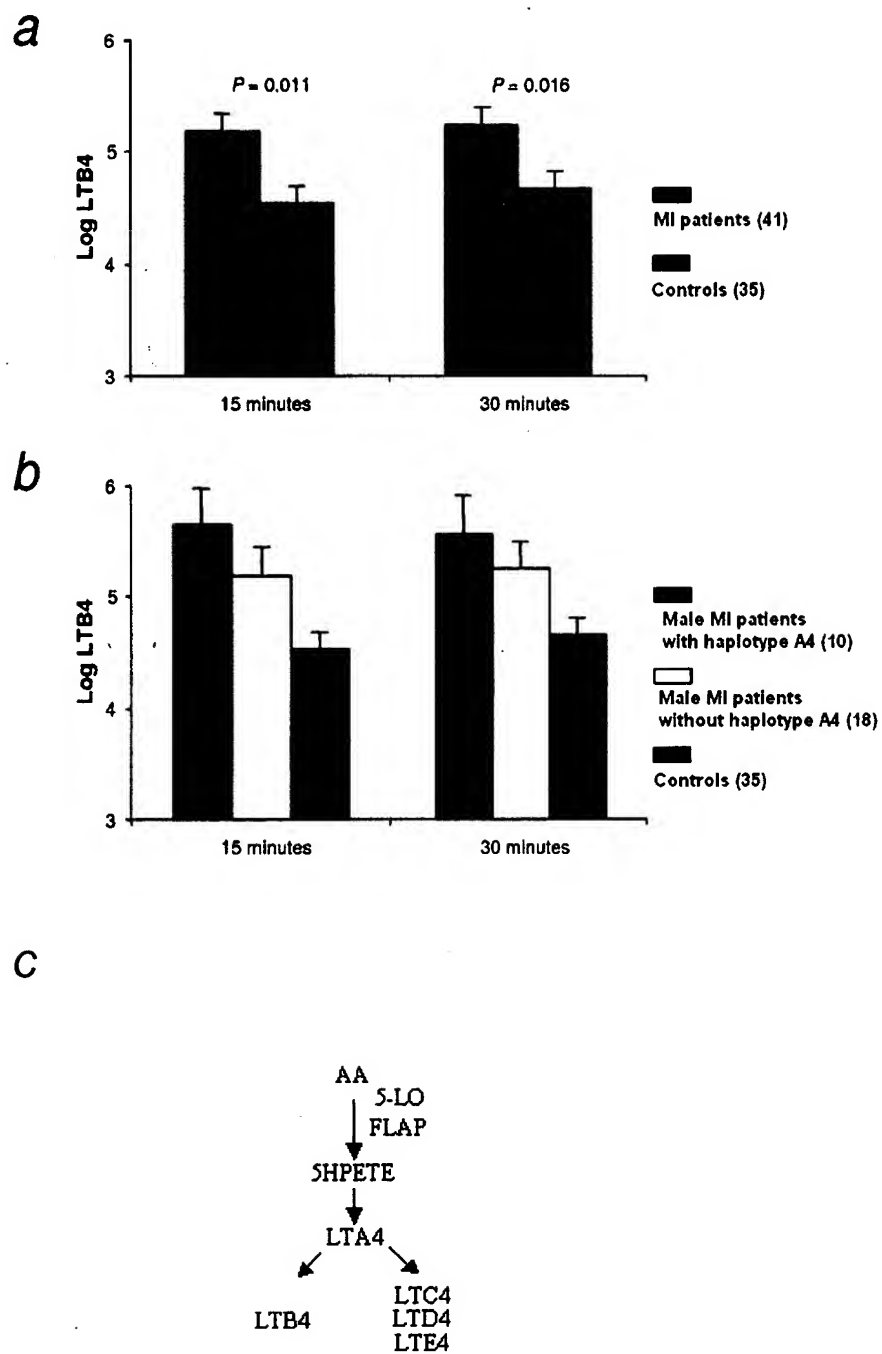 a
6
5
4
3
Log LTB4
P = 0.011
P = 0.016
15 minutes
30 minutes
MI patients (41)
Controls (35)
b
6
5
4
3
Log LTB4
15 minutes
30 minutes
Male MI patients
with haplotype A4 (10)
Male MI patients
without haplotype A4 (18)
Controls (35)
c
AA
5-LO
FLAP
5HPETE
LTA4
LTB4
LTC4
LTD4
LTE4